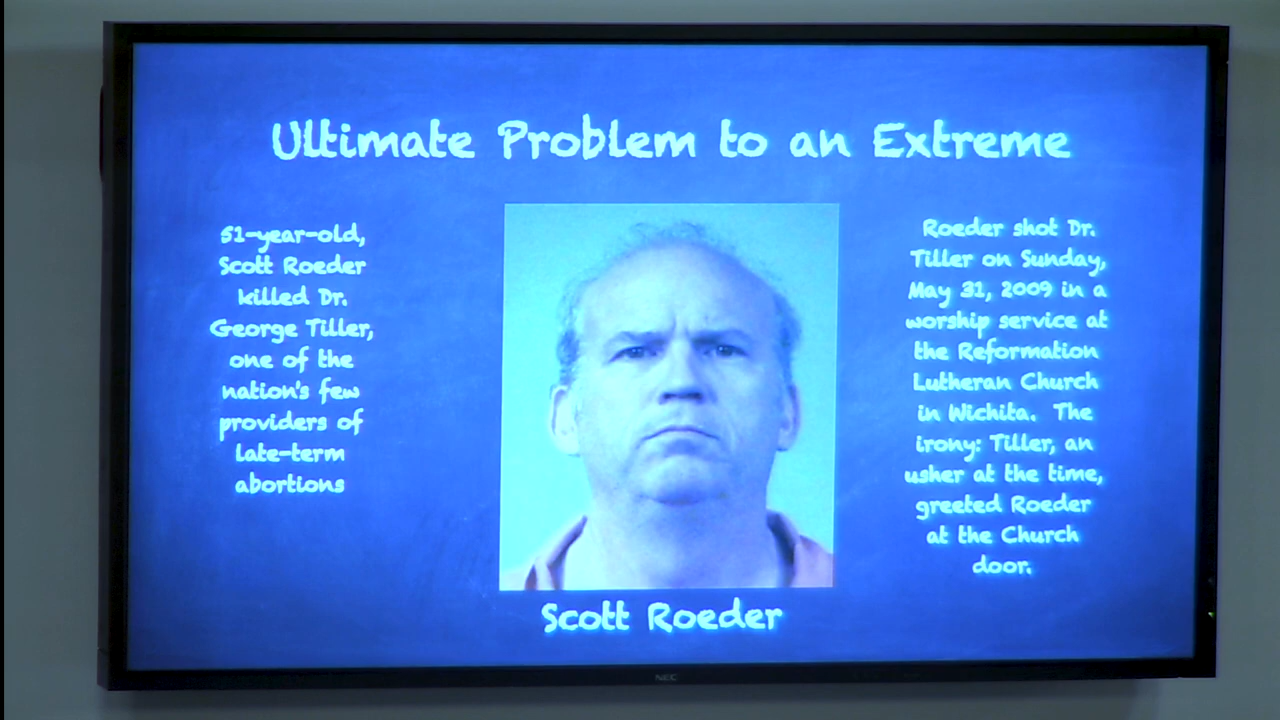 Ultimate Problem to an Extreme
51-year-old,
Scott Roeder
killed Dr.
George Tiller,
one of the
nation's few
providers of
late-term
abortions
Roeder shot Dr.
Tiller on Sunday,
May 31, 2009 in a
worship service at
the Reformation
Lutheran Church
in Wichita. The
irony: Tiller, an
usher at the time,
greeted Roeder
at the Church
door.
Scott Roeder
NEC